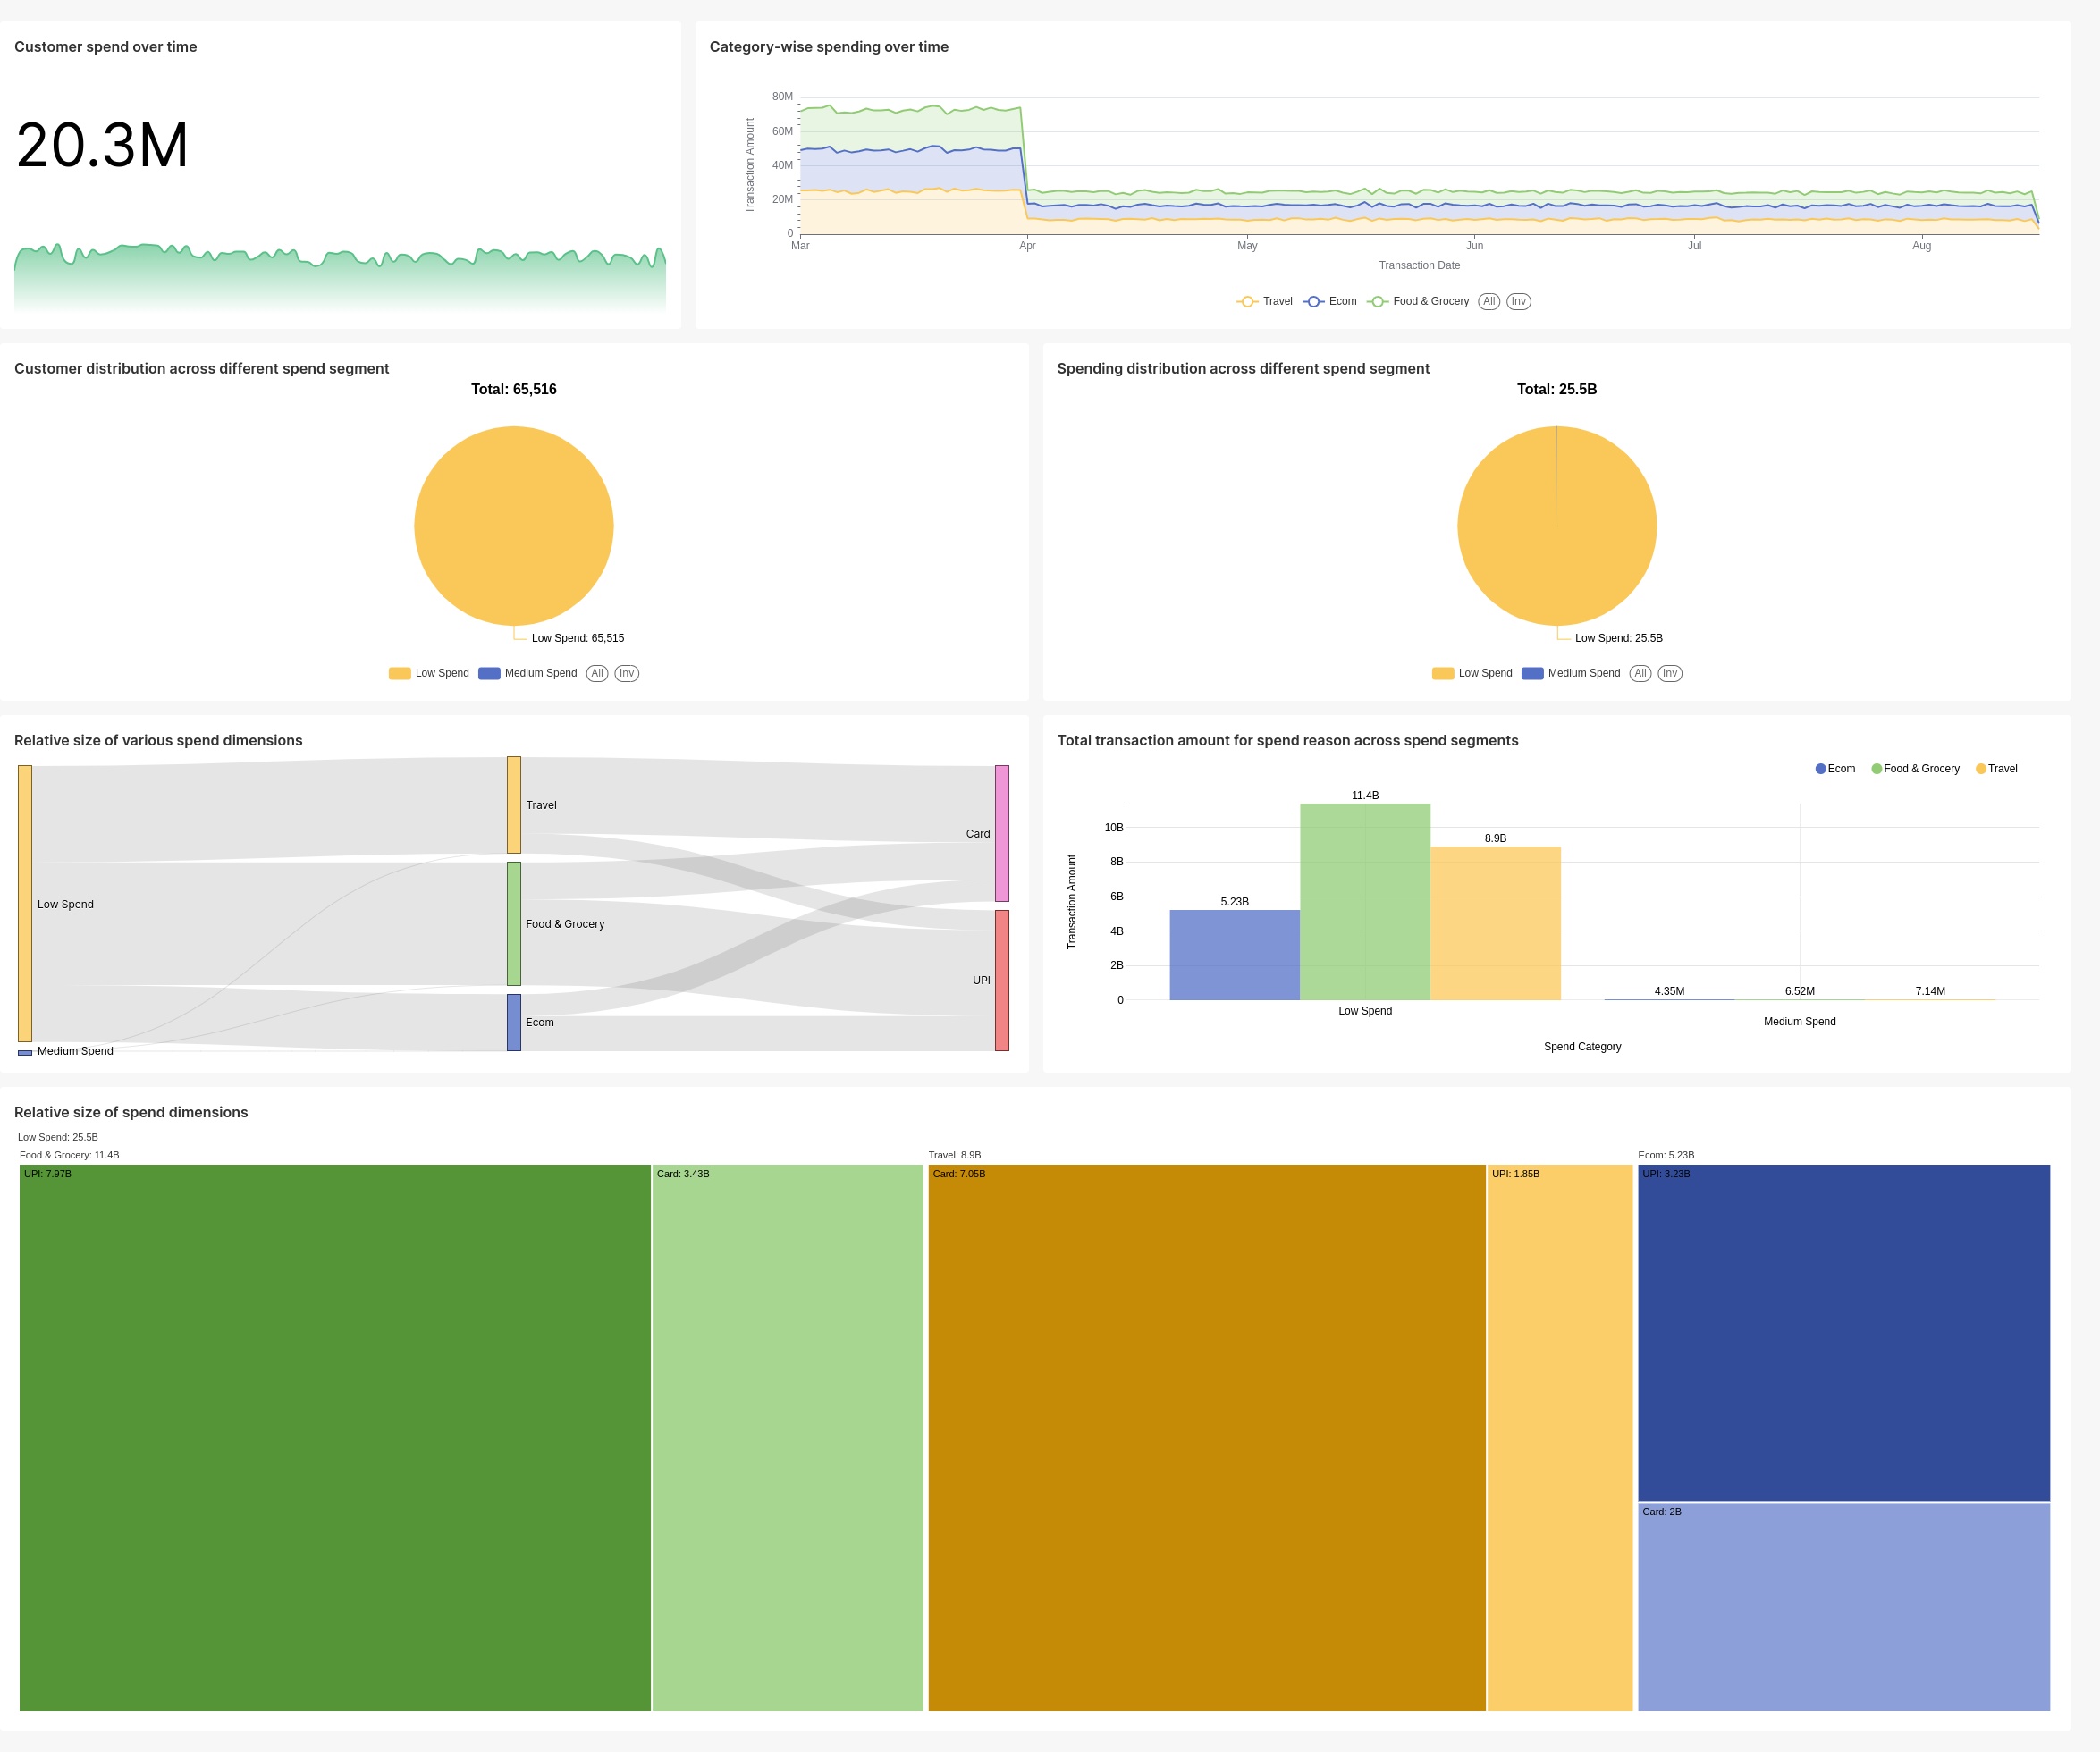 Customer spend over time
20.3M
Category-wise spending over time
Transaction Amount
80M
60M
40M
20M
0
Mar Apr May Jun Jul Aug
Transaction Date
Travel Ecom Food & Grocery All Inv
Customer distribution across different spend segment
Total: 65,516
Low Spend: 65,515
Low Spend Medium Spend All Inv
Spending distribution across different spend segment
Total: 25.5B
Low Spend: 25.5B
Low Spend Medium Spend All Inv
Relative size of various spend dimensions
Low Spend
Medium Spend
Travel
Food & Grocery
Ecom
Card
UPI
Total transaction amount for spend reason across spend segments
Ecom Food & Grocery Travel
Transaction Amount
10B
8B
6B
4B
2B
0
5.23B
11.4B
8.9B
4.35M
6.52M
7.14M
Low Spend
Medium Spend
Spend Category
Relative size of spend dimensions
Low Spend: 25.5B
Food & Grocery: 11.4B
UPI: 7.97B
Card: 3.43B
Travel: 8.9B
Card: 7.05B
UPI: 1.85B
Ecom: 5.23B
UPI: 3.23B
Card: 2B